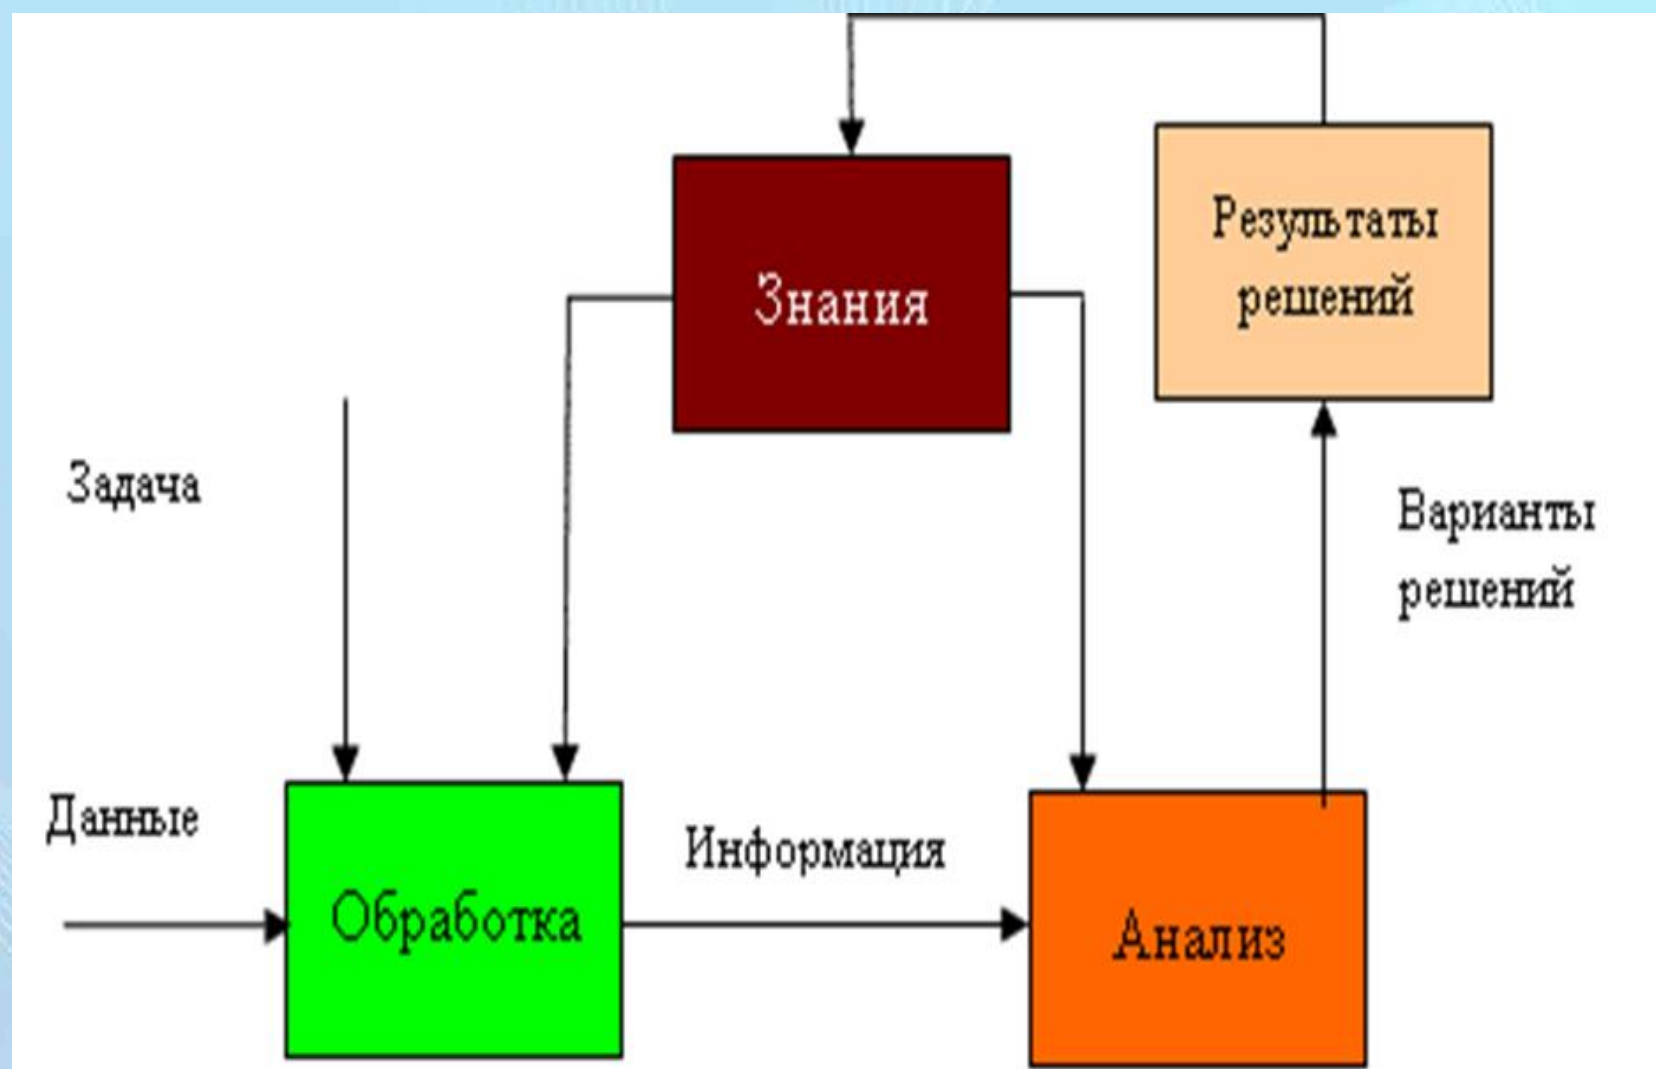 Результаты
решений
Знания
Задача
Варианты
решений
Данные
Информация
Обработка
Анализ